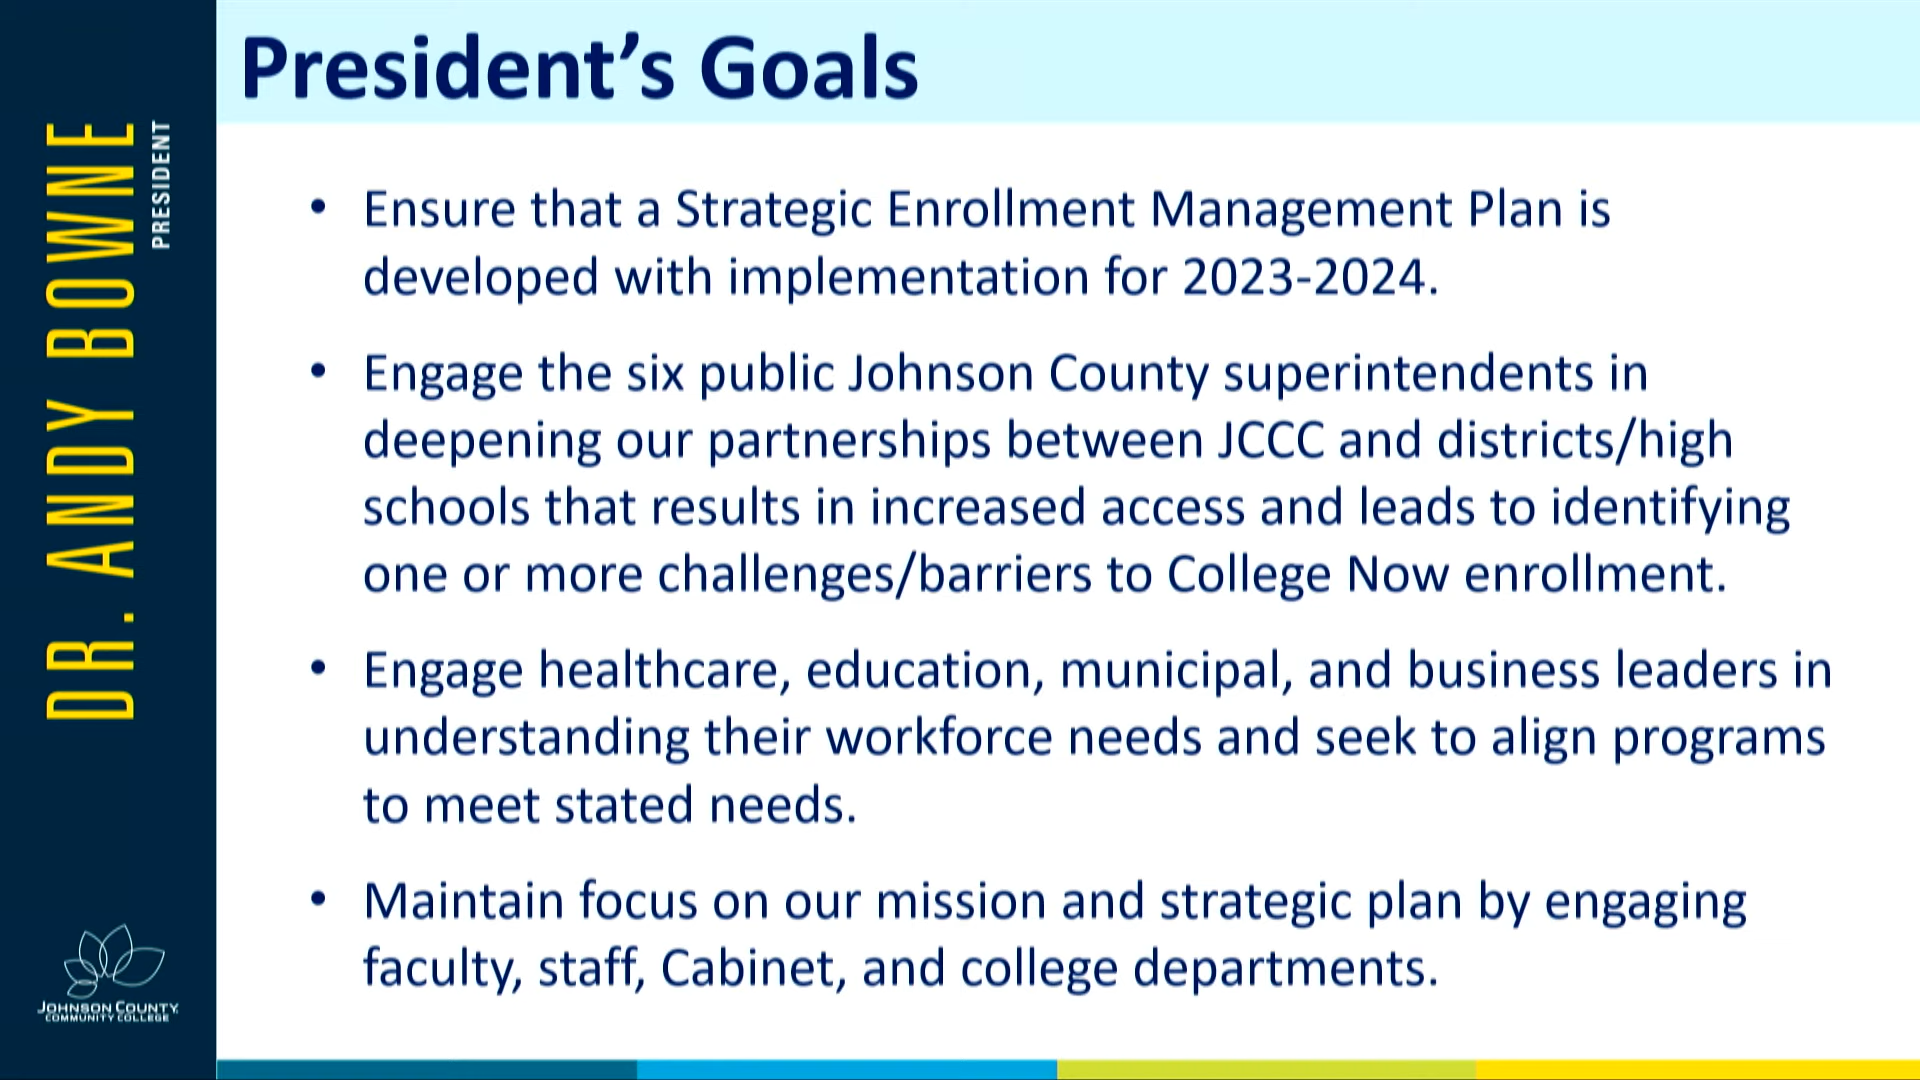 President's Goals
DR. ANDY BOWNE
PRESIDENT
• Ensure that a Strategic Enrollment Management Plan is
developed with implementation for 2023-2024.
• Engage the six public Johnson County superintendents in
deepening our partnerships between JCCC and districts/high
schools that results in increased access and leads to identifying
one or more challenges/barriers to College Now enrollment.
• Engage healthcare, education, municipal, and business leaders in
understanding their workforce needs and seek to align programs
to meet stated needs.
• Maintain focus on our mission and strategic plan by engaging
faculty, staff, Cabinet, and college departments.
JOHNSON COUNTY
COMMUNITY COLLEGE